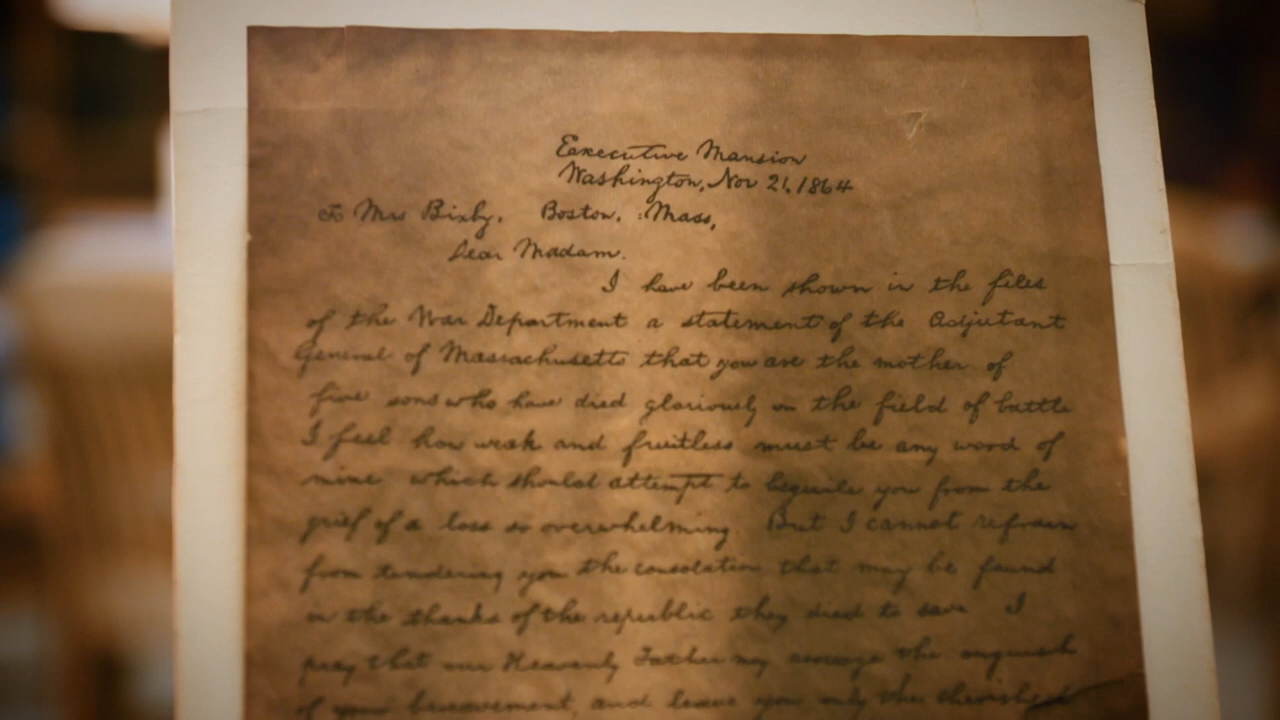 Executive Mansion
Washington, Nov 21, 1864
To Mrs Bixby, Boston, Mass,
Dear Madam.
I have been shown in the files
of the War Department a statement of the Adjutant
General of Massachusetts that you are the mother of
five sons who have died gloriously on the field of battle
I feel how weak and fruitless must be any word of
mine which should attempt to beguile you from the
grief of a loss so overwhelming But I cannot refrain
from tendering you the consolation that may be found
in the thanks of the republic they died to save I
pray that our Heavenly Father may assuage the anguish
of your bereavement, and leave you only the cherished